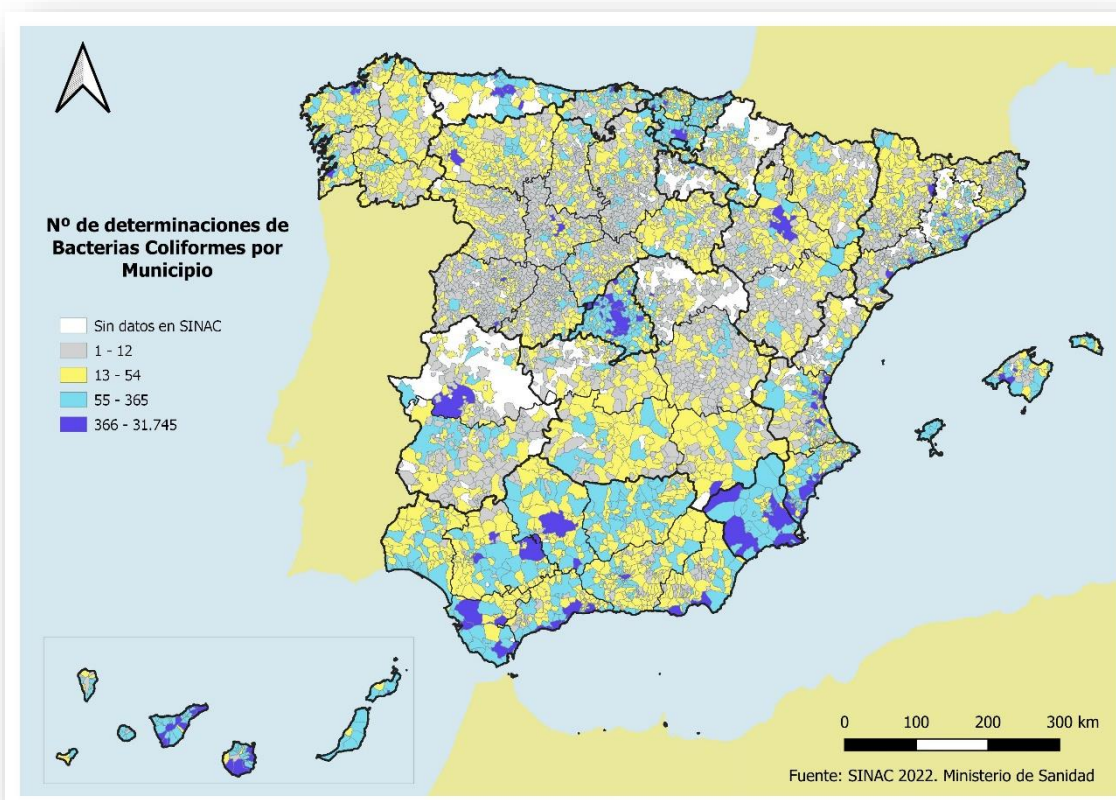 Nº de determinaciones de
Bacterias Coliformes por
Municipio
Sin datos en SINAC
1 - 12
13 - 54
55 - 365
366 - 31.745
0 100 200 300 km
Fuente: SINAC 2022. Ministerio de Sanidad